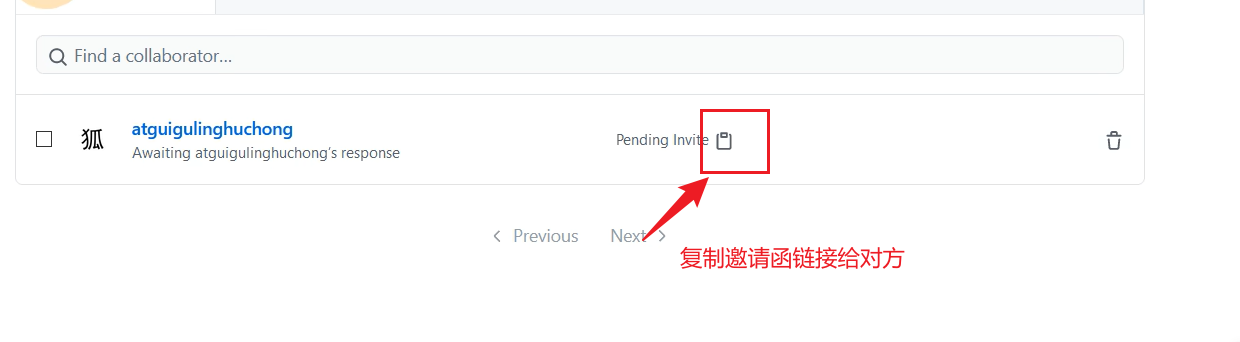 Find a collaborator...
狐
atguigulinghuchong
Awaiting atguigulinghuchong's response
Pending Invite
Previous Next
复制邀请函链接给对方